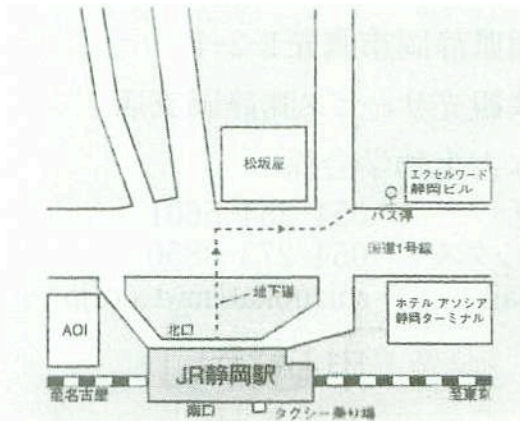 松坂屋
エクセルワード
静岡ビル
バス停
国道1号線
地下道
ホテル アソシア
静岡ターミナル
AOI
北口
JR静岡駅
至名古屋
至東京
南口
タクシー乗り場